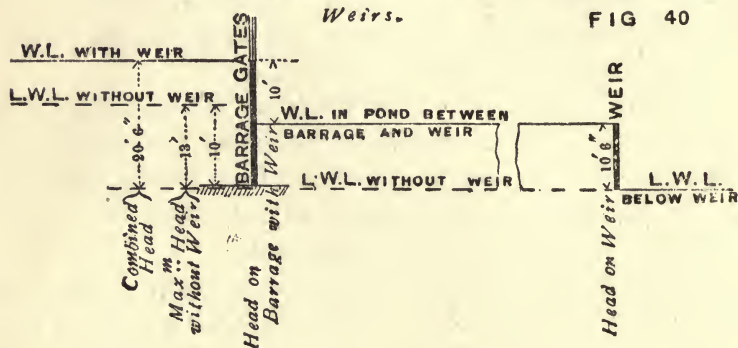 Weirs.
FIG 40
W.L. WITH WEIR
L.W.L. WITHOUT WEIR
BARRAGE GATES
10'
W.L. IN POND BETWEEN
BARRAGE AND WEIR
WEIR
20' 6"
13'
10'
10' 6"
L.W.L. WITHOUT WEIR
L.W.L.
BELOW WEIR
Combined
Head
Maxm Head
without Weir
Head on
Barrage with Weir
Head on Weir